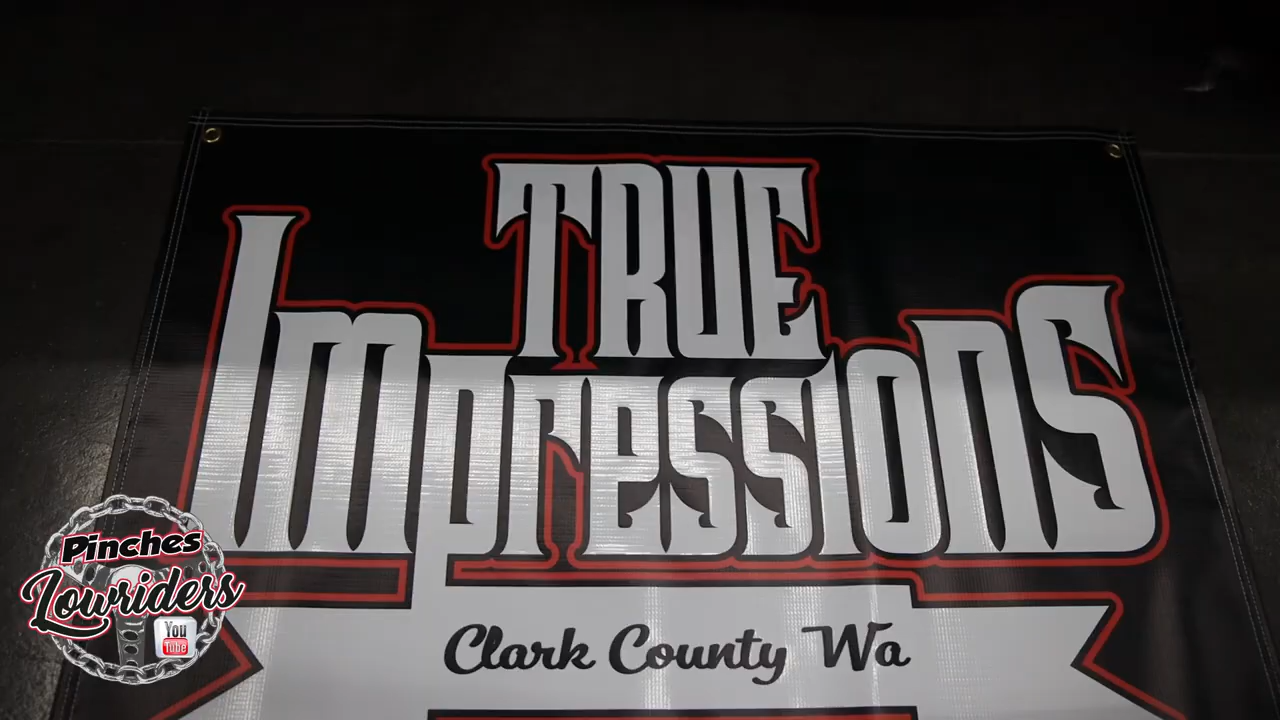 TRUE
Impressions
Clark County Wa
Pinches
Lowriders
You
Tube